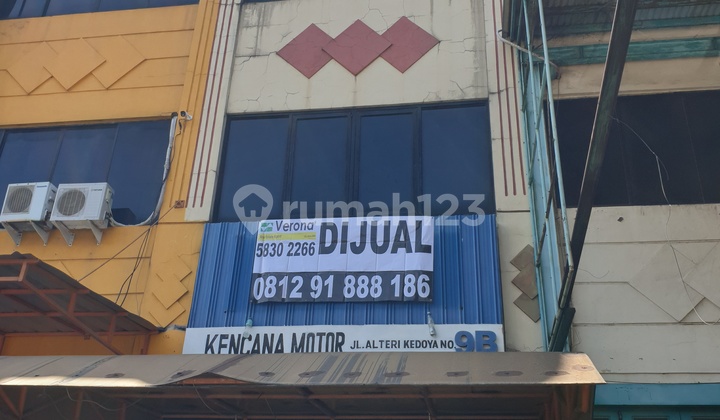 rumah123
Verona
5830 2266 DIJUAL
0812 91 888 186
KENCANA MOTOR JL. ALTERI KEDOYA NO. 9B